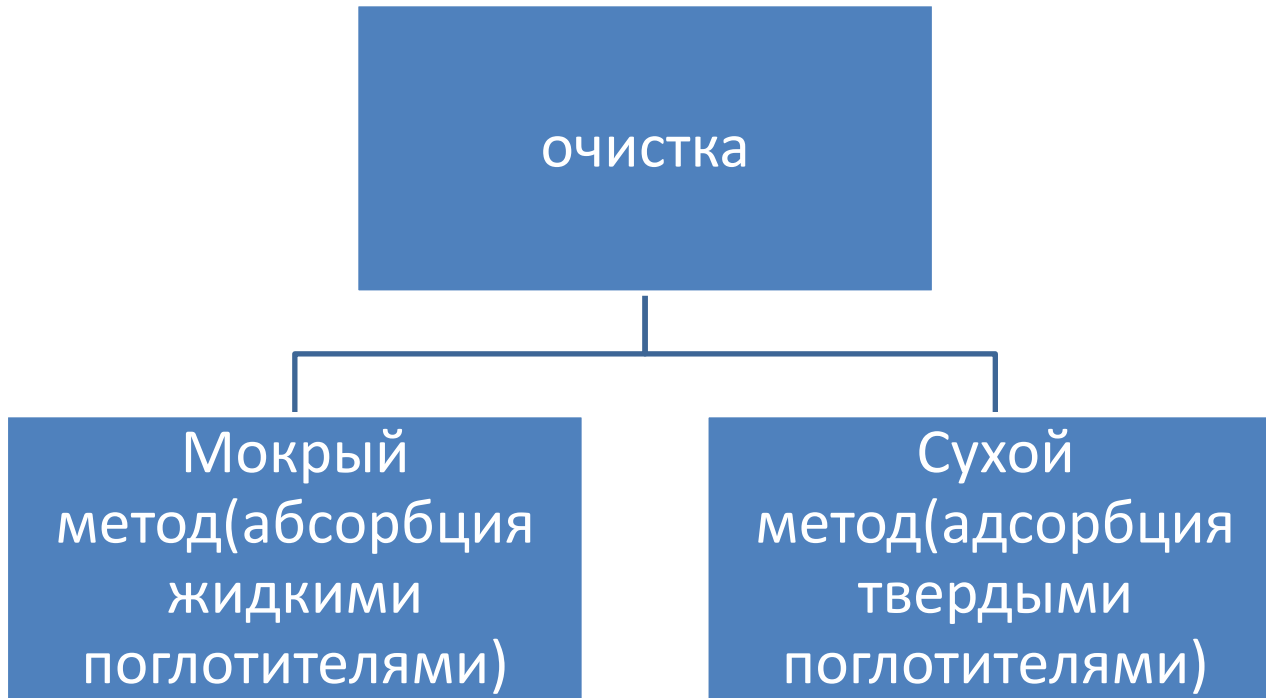 очистка
Мокрый
метод(абсорбция
жидкими
поглотителями)
Сухой
метод(адсорбция
твердыми
поглотителями)